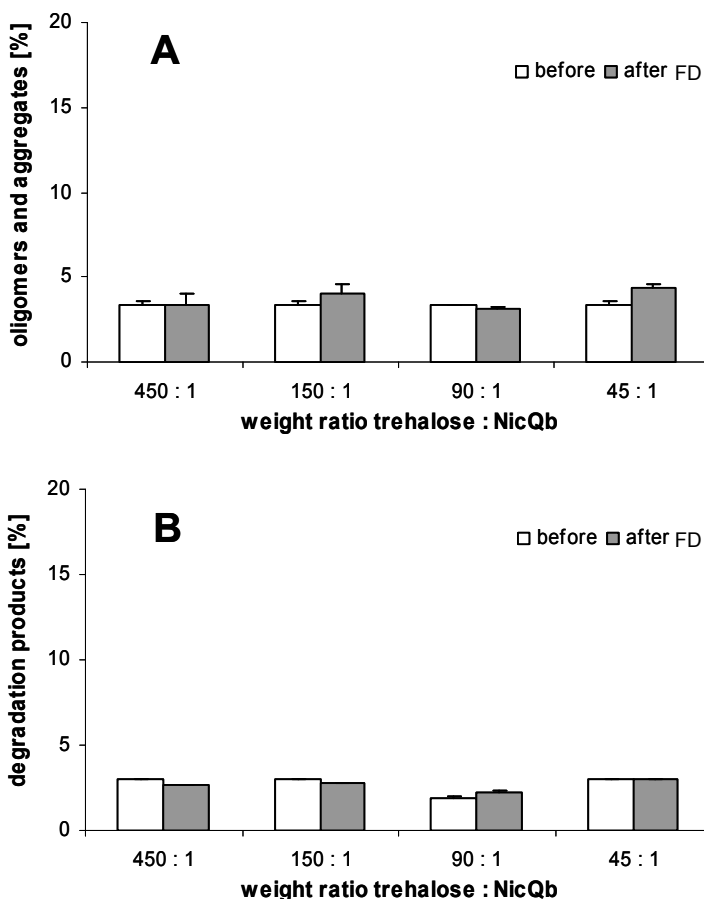 A
before after FD
oligomers and aggregates [%]
20
15
10
5
0
450 : 1 150 : 1 90 : 1 45 : 1
weight ratio trehalose : NicQb
B
before after FD
degradation products [%]
20
15
10
5
0
450 : 1 150 : 1 90 : 1 45 : 1
weight ratio trehalose : NicQb